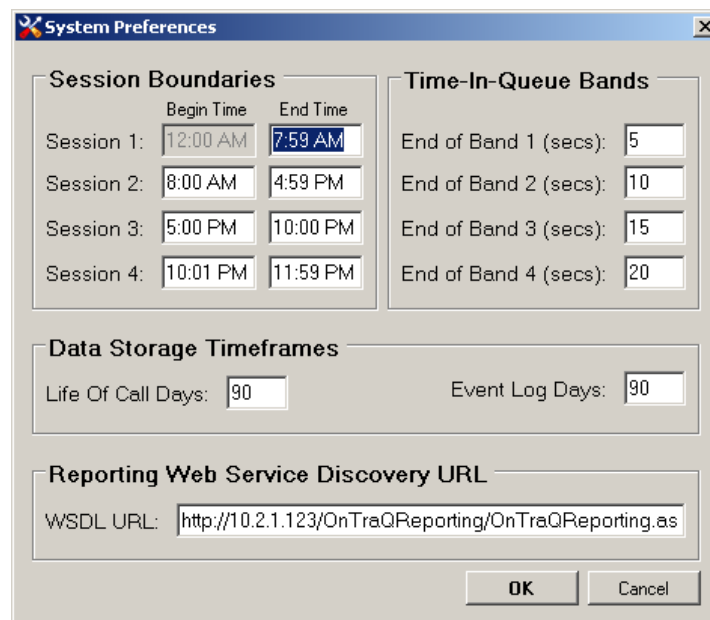 System Preferences
Session Boundaries
Begin Time End Time
Session 1: 12:00 AM 7:59 AM
Session 2: 8:00 AM 4:59 PM
Session 3: 5:00 PM 10:00 PM
Session 4: 10:01 PM 11:59 PM
Time-In-Queue Bands
End of Band 1 (secs): 5
End of Band 2 (secs): 10
End of Band 3 (secs): 15
End of Band 4 (secs): 20
Data Storage Timeframes
Life Of Call Days: 90 Event Log Days: 90
Reporting Web Service Discovery URL
WSDL URL: http://10.2.1.123/OnTraQReporting/OnTraQReporting.as
OK Cancel